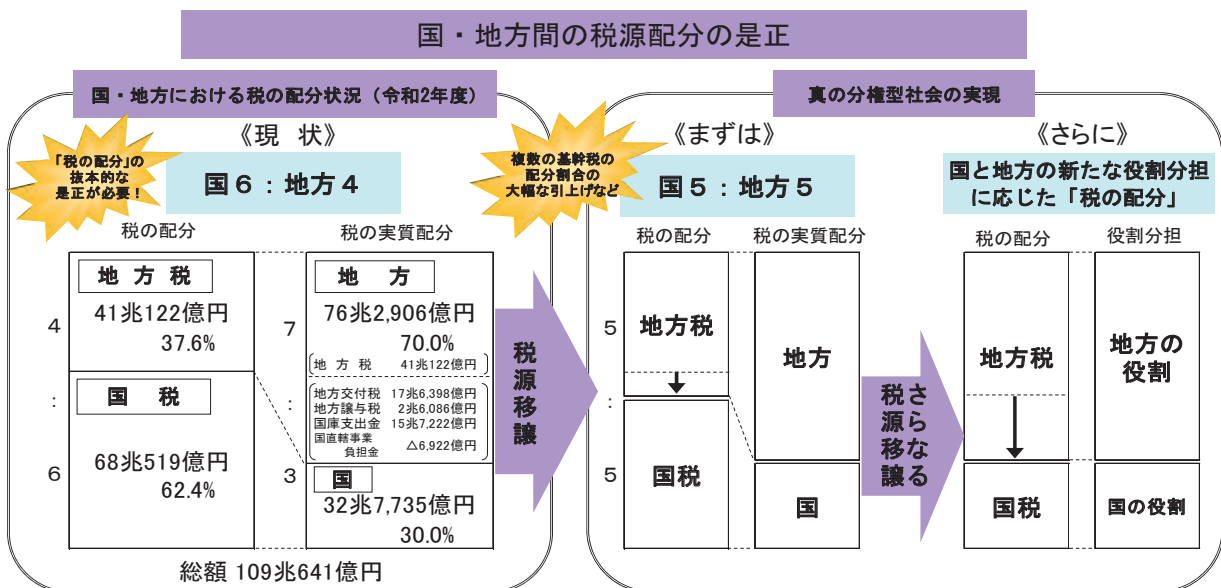 国・地方間の税源配分の是正
国・地方における税の配分状況（令和2年度）
《現　状》
「税の配分」の
抜本的な
是正が必要！
国６：地方４
税の配分
税の実質配分
４
：
６
地 方 税
41兆122億円
37.6%
国　税
68兆519億円
62.4%
７
：
３
地　方
76兆2,906億円
70.0%
地 方 税　41兆122億円
地方交付税　17兆6,398億円
地方譲与税　2兆6,086億円
国庫支出金　15兆7,222億円
国直轄事業
負担金　△6,922億円
国
32兆7,735億円
30.0%
総額 109兆641億円
税源移譲
真の分権型社会の実現
複数の基幹税の
配分割合の
大幅な引上げなど
《まずは》
国５：地方５
税の配分
税の実質配分
５
：
５
地方税
国税
地方
国
さらなる
税源移譲
《さらに》
国と地方の新たな役割分担
に応じた「税の配分」
税の配分
役割分担
地方税
国税
地方の
役割
国の役割